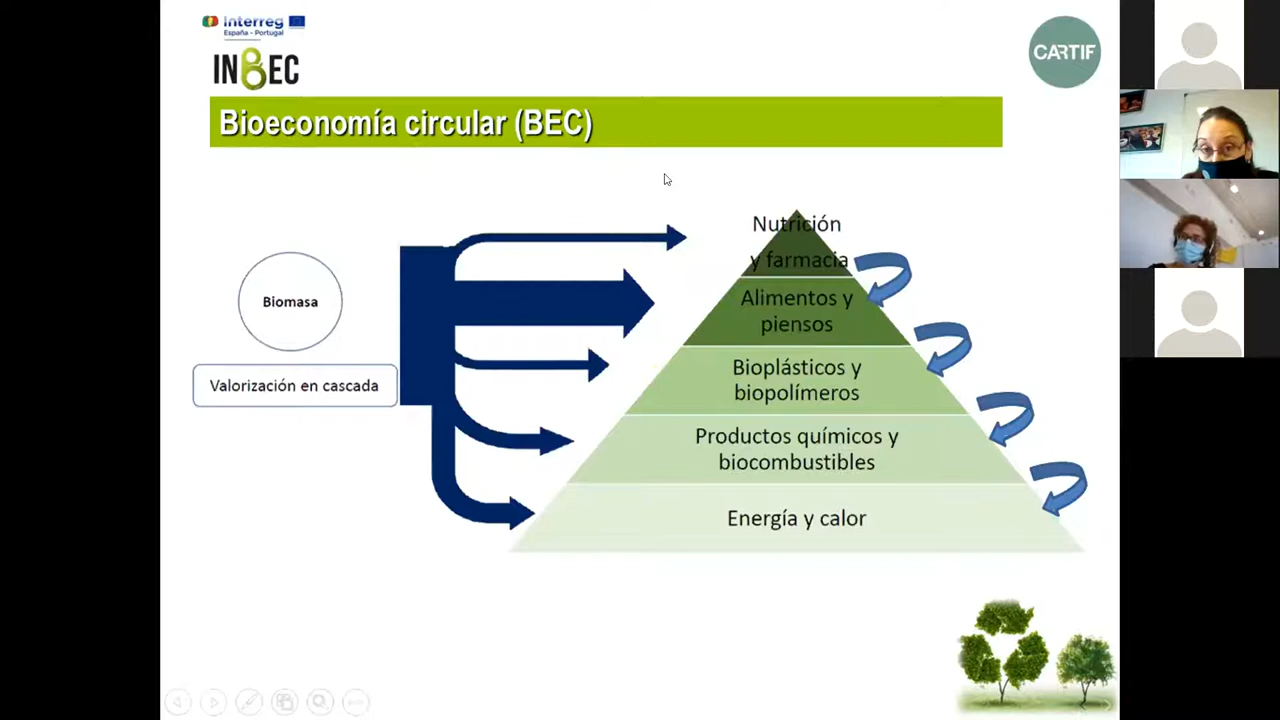 Interreg
España - Portugal
INBEC
CARTIF
Bioeconomía circular (BEC)
Biomasa
Valorización en cascada
Nutrición
y farmacia
Alimentos y
piensos
Bioplásticos y
biopolímeros
Productos químicos y
biocombustibles
Energía y calor